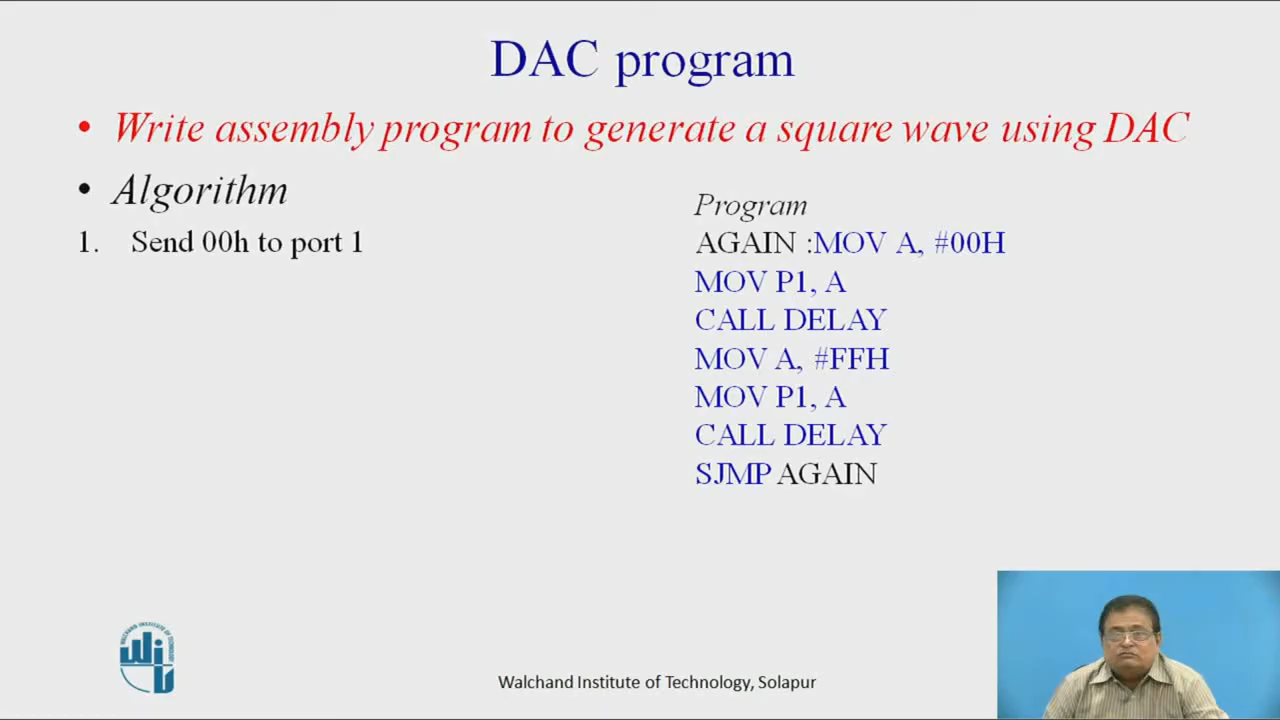 DAC program
• Write assembly program to generate a square wave using DAC
• Algorithm
1. Send 00h to port 1
Program
AGAIN :MOV A, #00H
MOV P1, A
CALL DELAY
MOV A, #FFH
MOV P1, A
CALL DELAY
SJMP AGAIN
Walchand Institute of Technology, Solapur